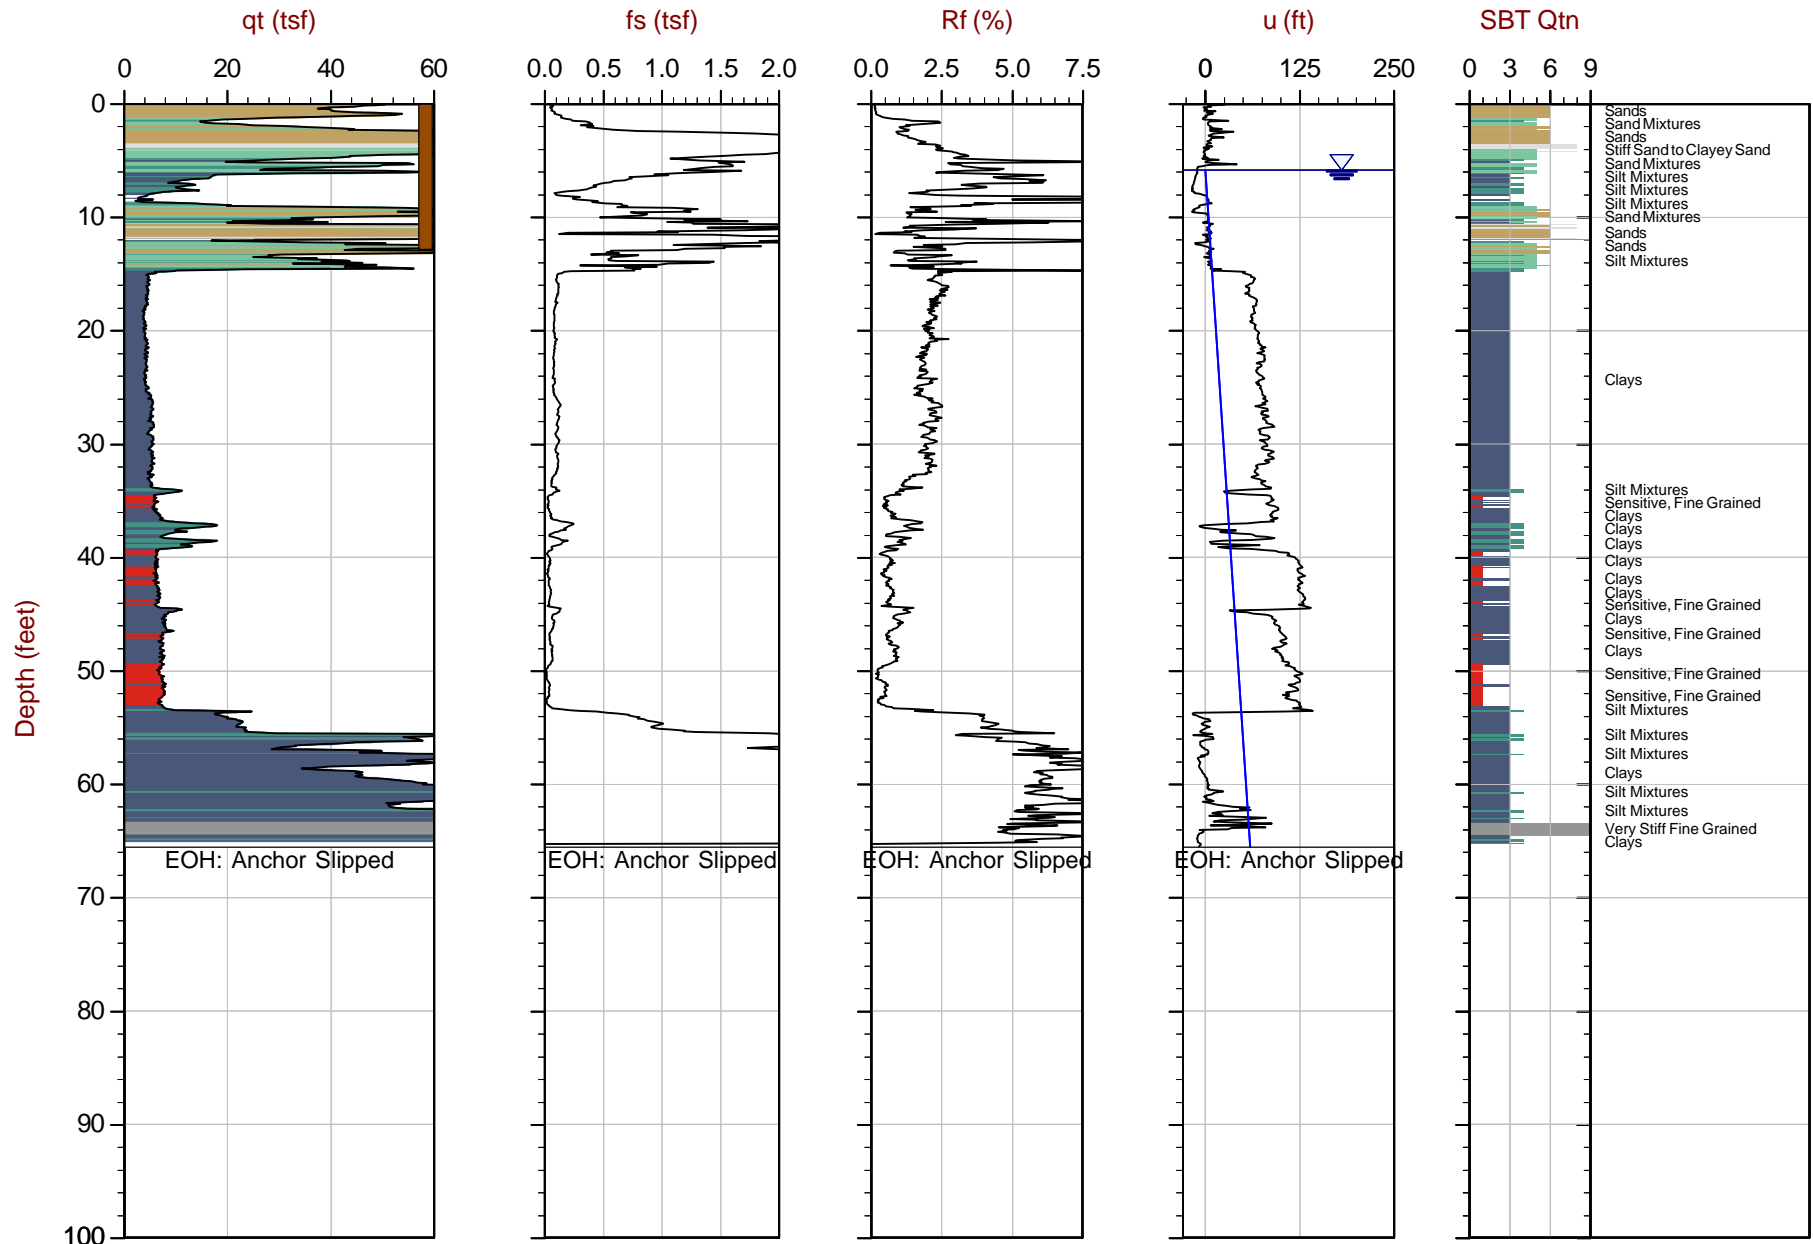 qt (tsf) fs (tsf) Rf (%) u (ft) SBT Qtn
0 20 40 60 0.0 0.5 1.0 1.5 2.0 0.0 2.5 5.0 7.5 0 125 250 0 3 6 9
0
Sands
Sand Mixtures
Sands
Stiff Sand to Clayey Sand
Sand Mixtures
Silt Mixtures
Silt Mixtures
Silt Mixtures
10
Sand Mixtures
Sands
Sands
Silt Mixtures
20
Clays
30
Silt Mixtures
Sensitive, Fine Grained
Clays
Clays
Clays
40
Clays
Clays
Clays
Sensitive, Fine Grained
Clays
Sensitive, Fine Grained
Clays
50
Sensitive, Fine Grained
Sensitive, Fine Grained
Silt Mixtures
Silt Mixtures
Silt Mixtures
Clays
60
Silt Mixtures
Silt Mixtures
Very Stiff Fine Grained
Clays
EOH: Anchor Slipped EOH: Anchor Slipped EOH: Anchor Slipped EOH: Anchor Slipped
70
80
90
100
Depth (feet)